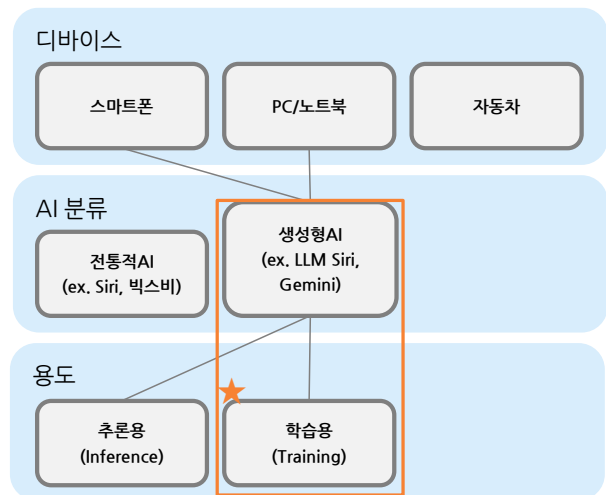 디바이스
스마트폰
PC/노트북
자동차
AI 분류
전통적AI
(ex. Siri, 빅스비)
생성형AI
(ex. LLM Siri,
Gemini)
용도
추론용
(Inference)
학습용
(Training)